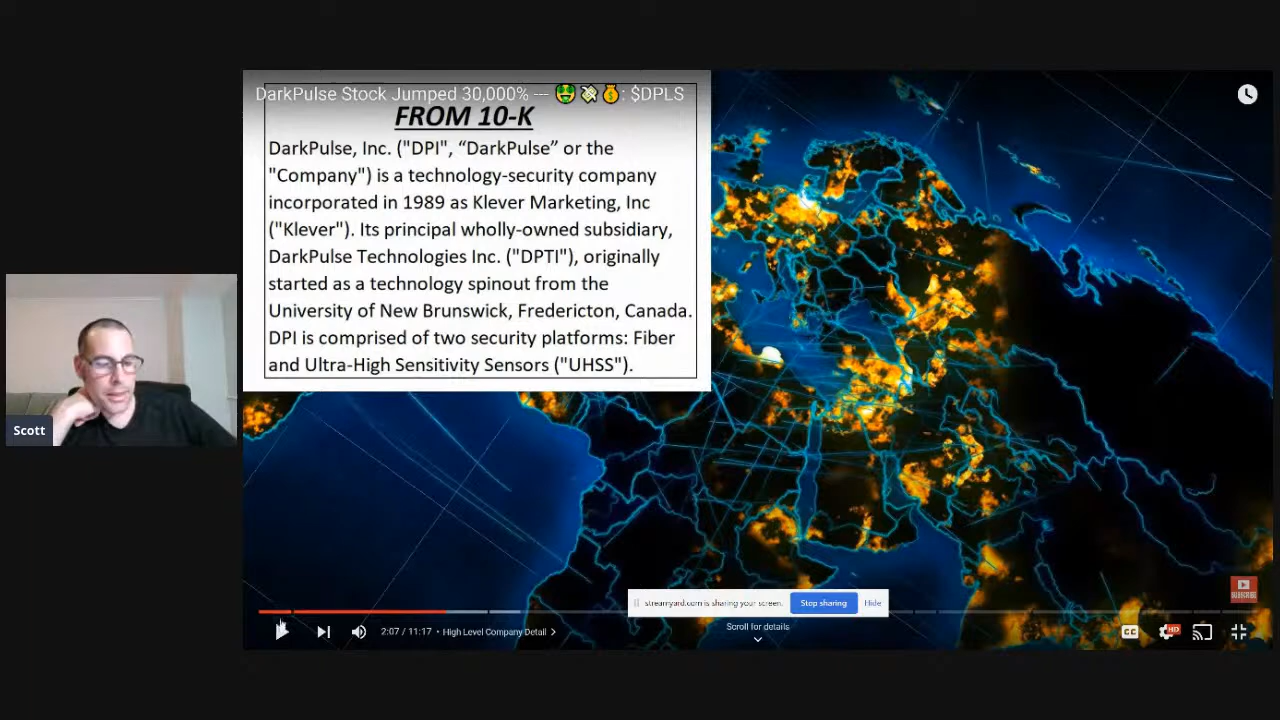 DarkPulse Stock Jumped 30,000% --- 🤑💸💰: $DPLS
FROM 10-K
DarkPulse, Inc. ("DPI", “DarkPulse” or the
"Company") is a technology-security company
incorporated in 1989 as Klever Marketing, Inc
("Klever"). Its principal wholly-owned subsidiary,
DarkPulse Technologies Inc. ("DPTI"), originally
started as a technology spinout from the
University of New Brunswick, Fredericton, Canada.
DPI is comprised of two security platforms: Fiber
and Ultra-High Sensitivity Sensors ("UHSS").
Scott
SUBSCRIBE
streamyard.com is sharing your screen.
Stop sharing
Hide
2:07 / 11:17 • High Level Company Detail
Scroll for details
CC
HD